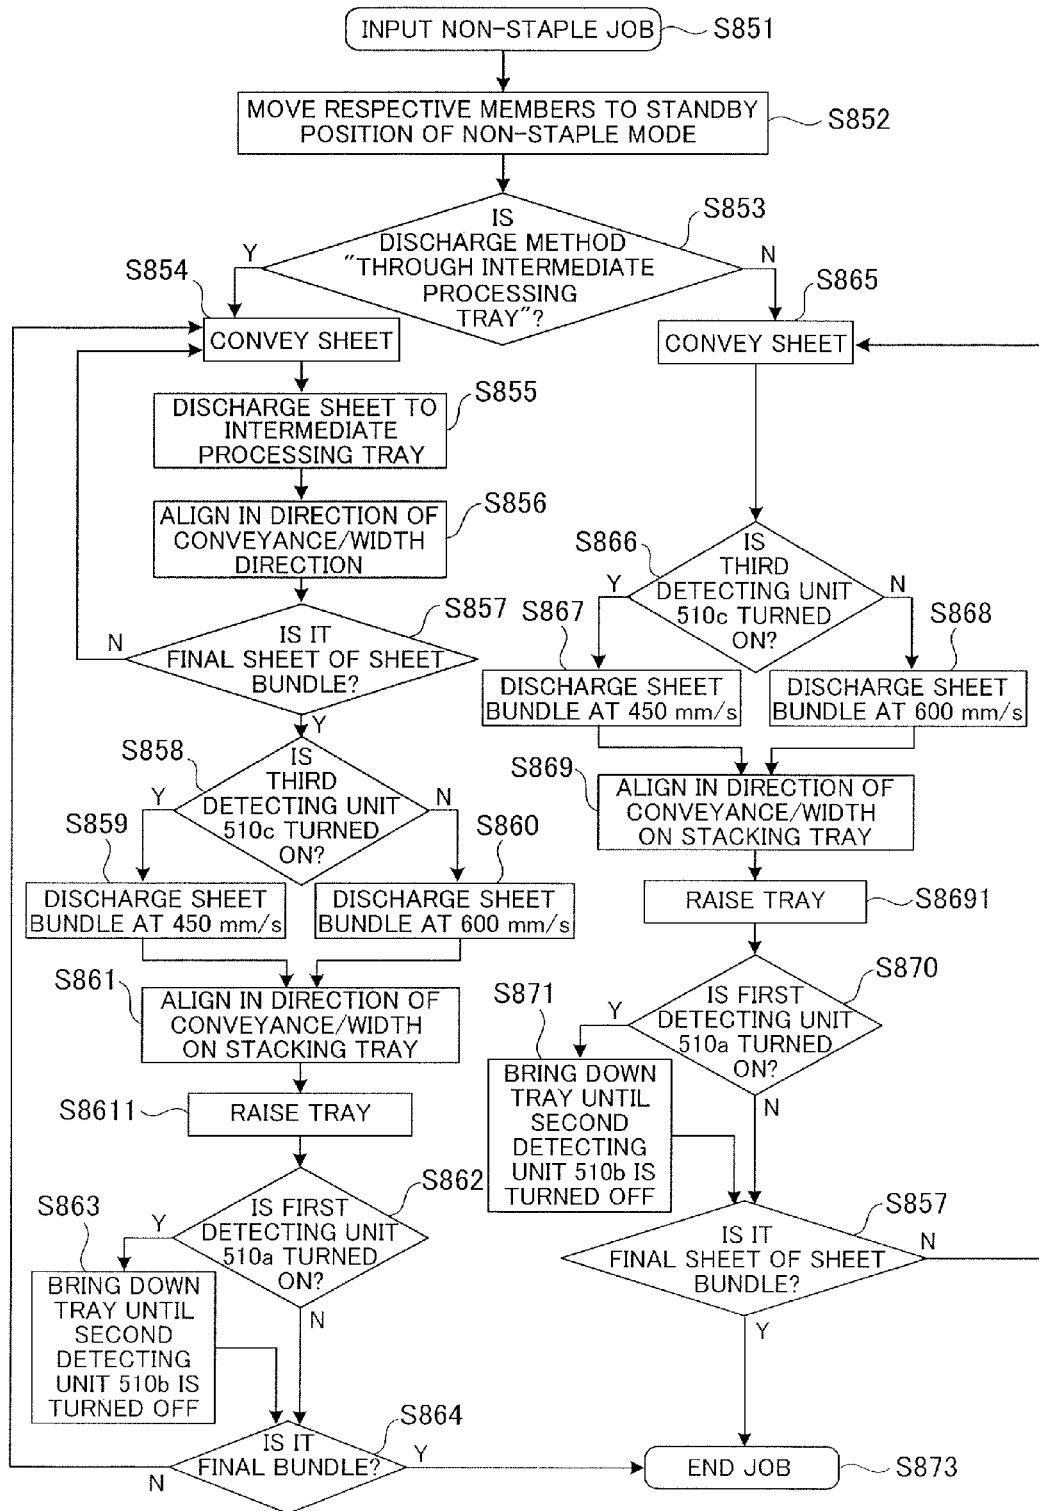 INPUT NON-STAPLE JOB
S851
MOVE RESPECTIVE MEMBERS TO STANDBY
POSITION OF NON-STAPLE MODE
S852
S853
IS
DISCHARGE METHOD
"THROUGH INTERMEDIATE
PROCESSING
TRAY"?
Y
N
S854
CONVEY SHEET
S865
CONVEY SHEET
S855
DISCHARGE SHEET TO
INTERMEDIATE
PROCESSING TRAY
S856
ALIGN IN DIRECTION OF
CONVEYANCE/WIDTH
DIRECTION
S857
N
IS IT
FINAL SHEET OF SHEET
BUNDLE?
Y
S858
IS
THIRD
DETECTING UNIT
510c TURNED
ON?
Y
N
S859
DISCHARGE SHEET
BUNDLE AT 450 mm/s
S860
DISCHARGE SHEET
BUNDLE AT 600 mm/s
S861
ALIGN IN DIRECTION OF
CONVEYANCE/WIDTH
ON STACKING TRAY
S8611
RAISE TRAY
S862
IS FIRST
DETECTING UNIT
510a TURNED
ON?
Y
N
S863
BRING DOWN
TRAY UNTIL
SECOND
DETECTING
UNIT 510b IS
TURNED OFF
S864
IS IT
FINAL BUNDLE?
N
Y
S866
IS
THIRD
DETECTING UNIT
510c TURNED
ON?
Y
N
S867
DISCHARGE SHEET
BUNDLE AT 450 mm/s
S868
DISCHARGE SHEET
BUNDLE AT 600 mm/s
S869
ALIGN IN DIRECTION OF
CONVEYANCE/WIDTH
ON STACKING TRAY
RAISE TRAY
S8691
S870
IS FIRST
DETECTING UNIT
510a TURNED
ON?
Y
N
S871
BRING DOWN
TRAY UNTIL
SECOND
DETECTING
UNIT 510b IS
TURNED OFF
S857
IS IT
FINAL SHEET OF SHEET
BUNDLE?
N
Y
END JOB
S873